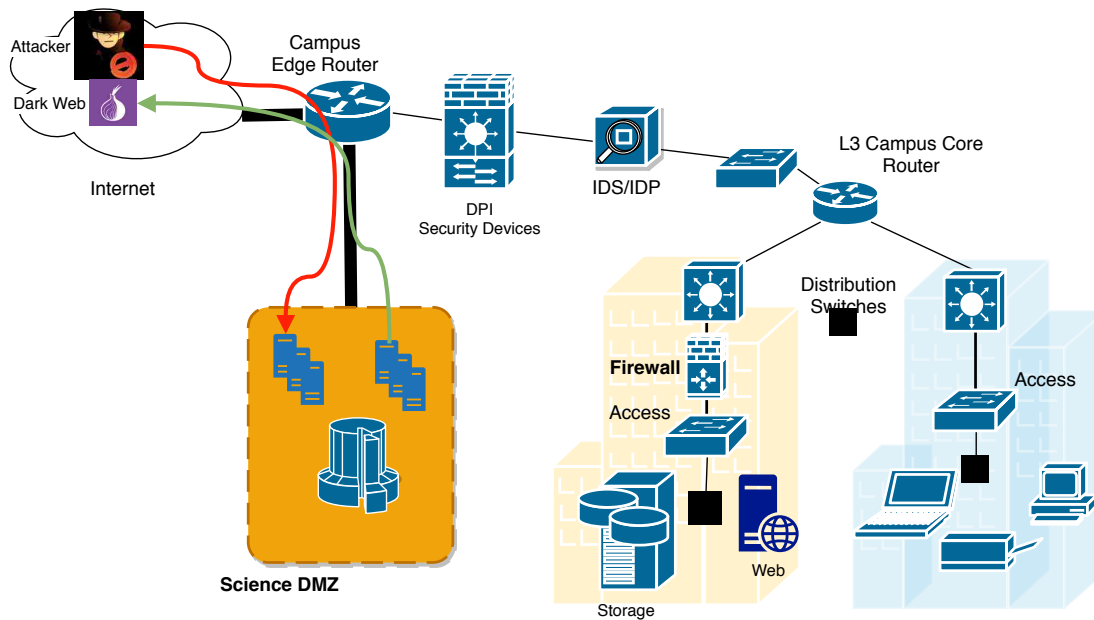 Attacker
Dark Web
Internet
Campus
Edge Router
DPI
Security Devices
IDS/IDP
L3 Campus Core
Router
Distribution
Switches
Firewall
Access
Access
Storage
Web
Science DMZ